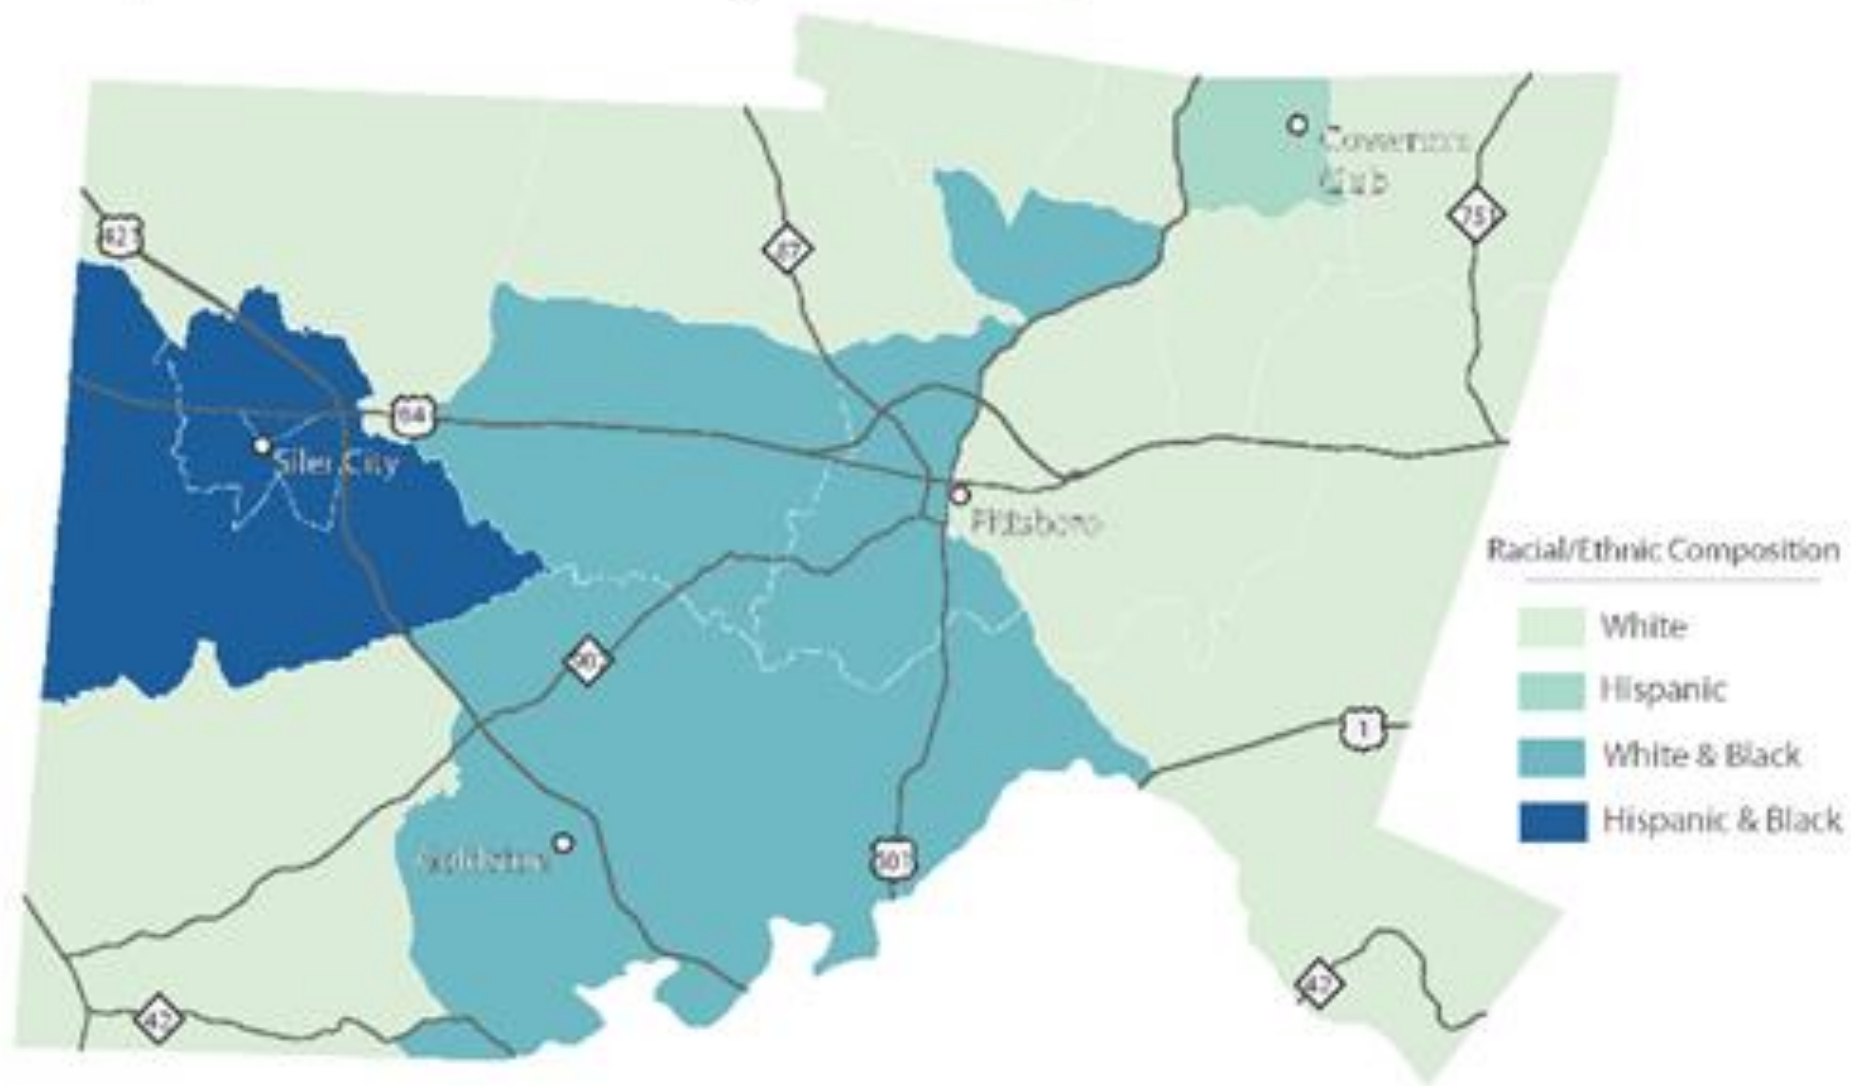 421
87
751
64
Siler City
Pittsboro
Racial/Ethnic Composition
White
Hispanic
White & Black
Hispanic & Black
1
501
42
42